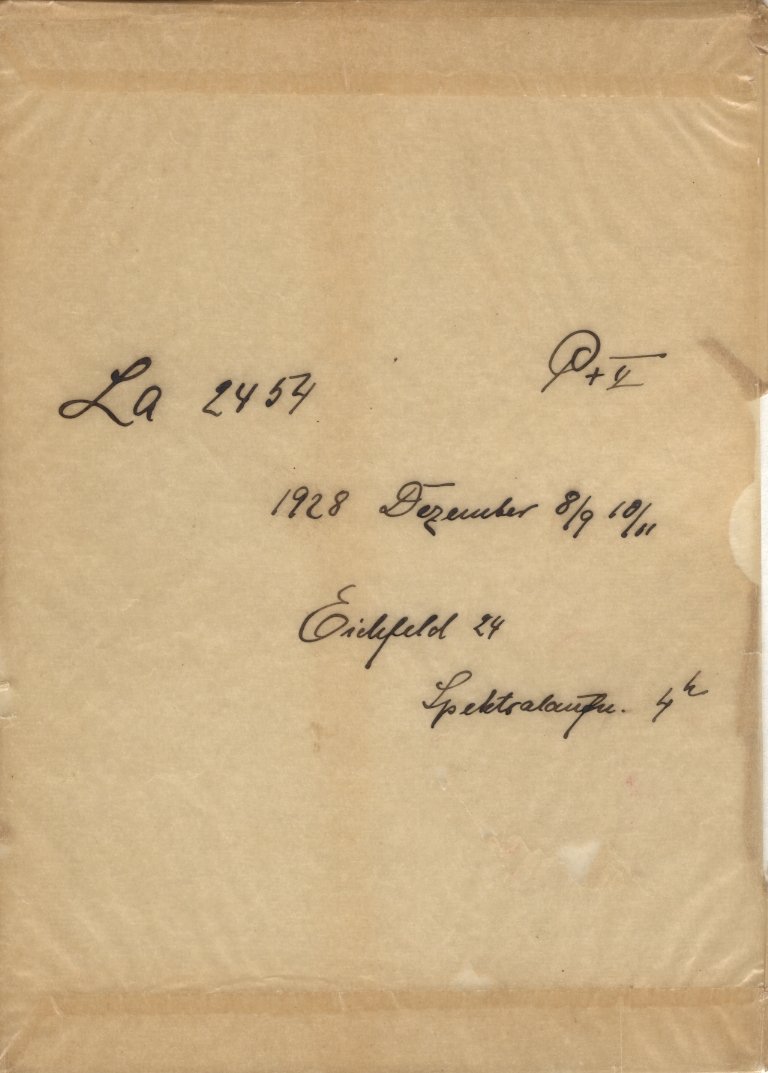 La 2454
1928 Dezember 8/9 10/11
Eichfeld 24
Spektralaufn. 4h